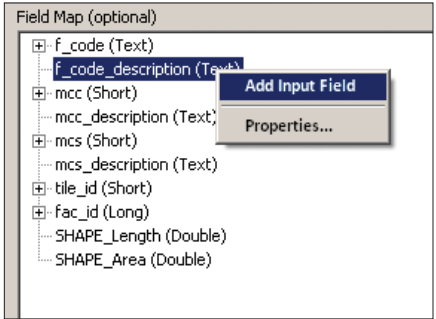 Field Map (optional)
f_code (Text)
f_code_description (Text)
Add Input Field
mcc (Short)
mcc_description (Text)
Properties...
mcs (Short)
mcs_description (Text)
tile_id (Short)
fac_id (Long)
SHAPE_Length (Double)
SHAPE_Area (Double)